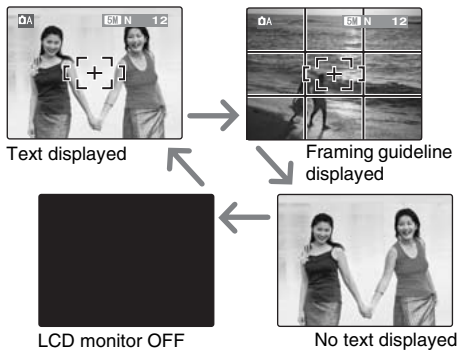 A 5M N 12
A 5M N 12
Text displayed
Framing guideline
displayed
LCD monitor OFF
No text displayed